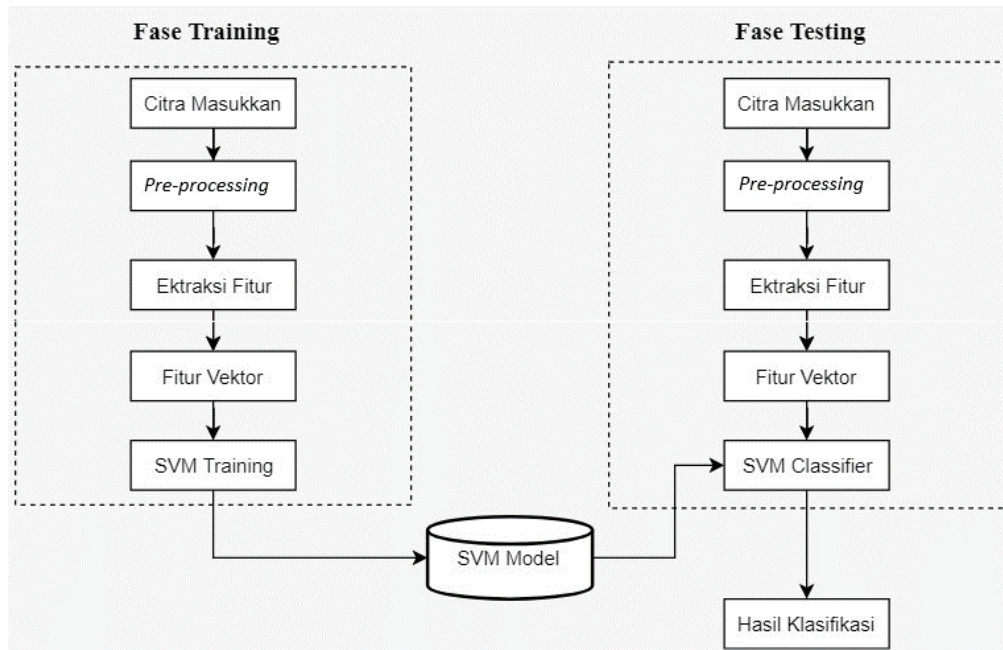 Fase Training
Citra Masukkan
Pre-processing
Ektraksi Fitur
Fitur Vektor
SVM Training
SVM Model
Fase Testing
Citra Masukkan
Pre-processing
Ektraksi Fitur
Fitur Vektor
SVM Classifier
Hasil Klasifikasi